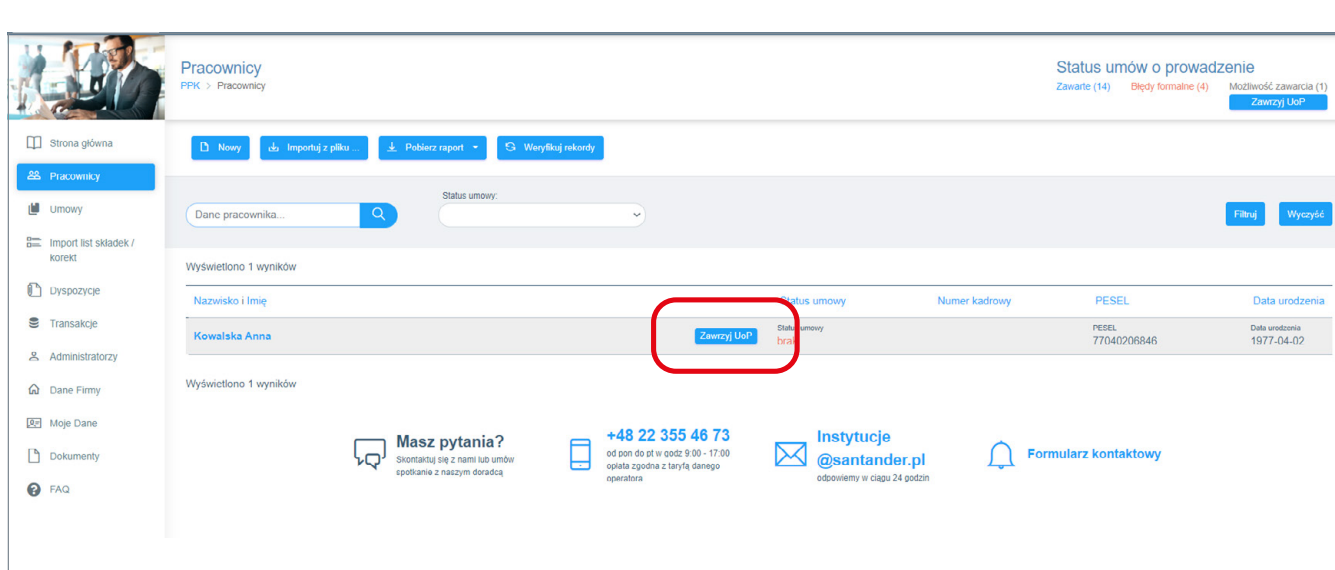 Pracownicy
PPK > Pracownicy
Status umów o prowadzenie
Zawarte (14) Błędy formalne (4) Możliwość zawarcia (1)
Zawrzyj UoP
Strona główna
Pracownicy
Umowy
Import list składek /
korekt
Dyspozycje
Transakcje
Administratorzy
Dane Firmy
Moje Dane
Dokumenty
FAQ
Nowy Importuj z pliku ... Pobierz raport Weryfikuj rekordy
Status umowy:
Dane pracownika...
Filtruj Wyczyść
Wyświetlono 1 wyników
Nazwisko i Imię Status umowy Numer kadrowy PESEL Data urodzenia
Kowalska Anna Zawrzyj UoP
Status umowy PESEL Data urodzenia
brak 77040206846 1977-04-02
Wyświetlono 1 wyników
Masz pytania?
Skontaktuj się z nami lub umów
spotkanie z naszym doradcą
+48 22 355 46 73
od pon do pt w godz 9:00 - 17:00
opłata zgodna z taryfą danego
operatora
Instytucje
@santander.pl
odpowiemy w ciągu 24 godzin
Formularz kontaktowy